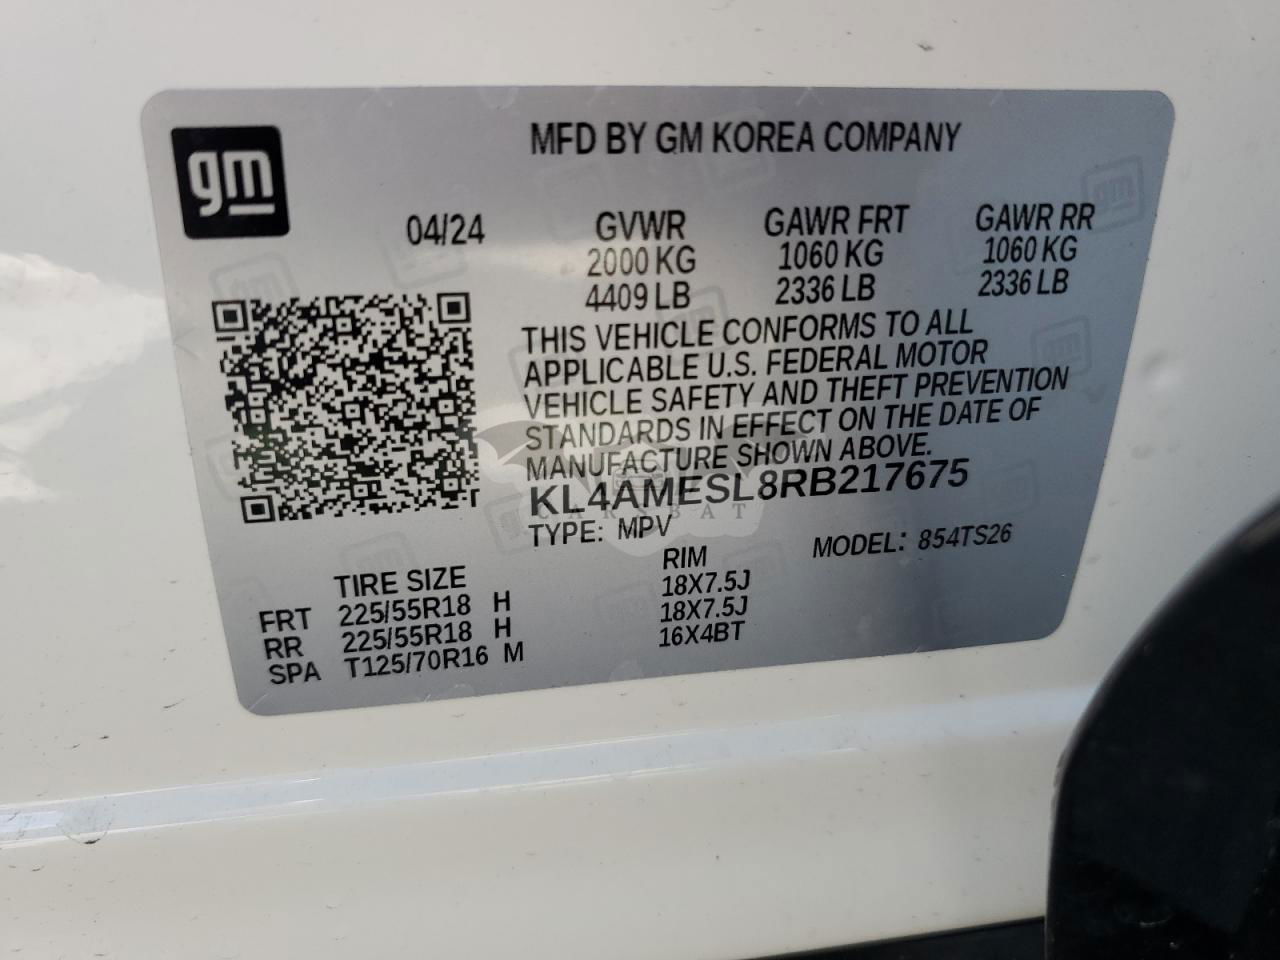 gm
MFD BY GM KOREA COMPANY
04/24 GVWR GAWR FRT GAWR RR
2000 KG 1060 KG 1060 KG
4409 LB 2336 LB 2336 LB
THIS VEHICLE CONFORMS TO ALL
APPLICABLE U.S. FEDERAL MOTOR
VEHICLE SAFETY AND THEFT PREVENTION
STANDARDS IN EFFECT ON THE DATE OF
MANUFACTURE SHOWN ABOVE.
KL4AMESL8RB217675
CARSBAT
TYPE: MPV MODEL: 854TS26
TIRE SIZE RIM
FRT 225/55R18 H 18X7.5J
RR 225/55R18 H 18X7.5J
SPA T125/70R16 M 16X4BT